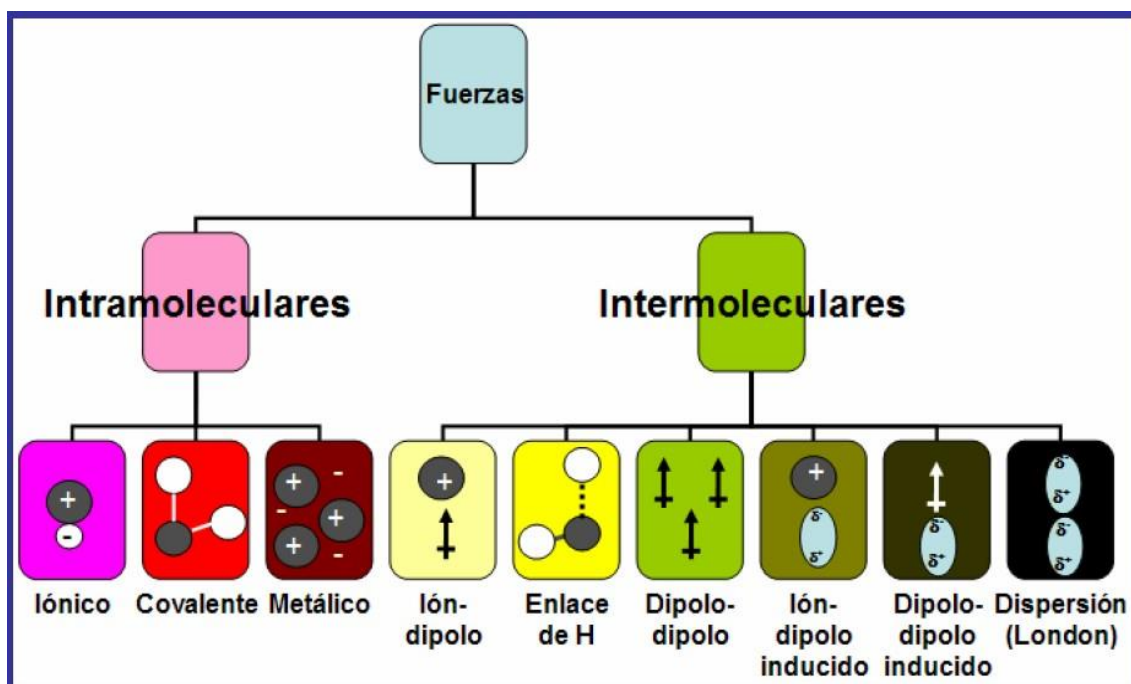 Fuerzas
Intramoleculares
Intermoleculares
+
-
+
-
-
+
+
-
+
+
δ-
δ+
δ-
δ+
δ-
δ+
δ-
δ+
Iónico
Covalente
Metálico
Ión-
dipolo
Enlace
de H
Dipolo-
dipolo
Ión-
dipolo
inducido
Dipolo-
dipolo
inducido
Dispersión
(London)